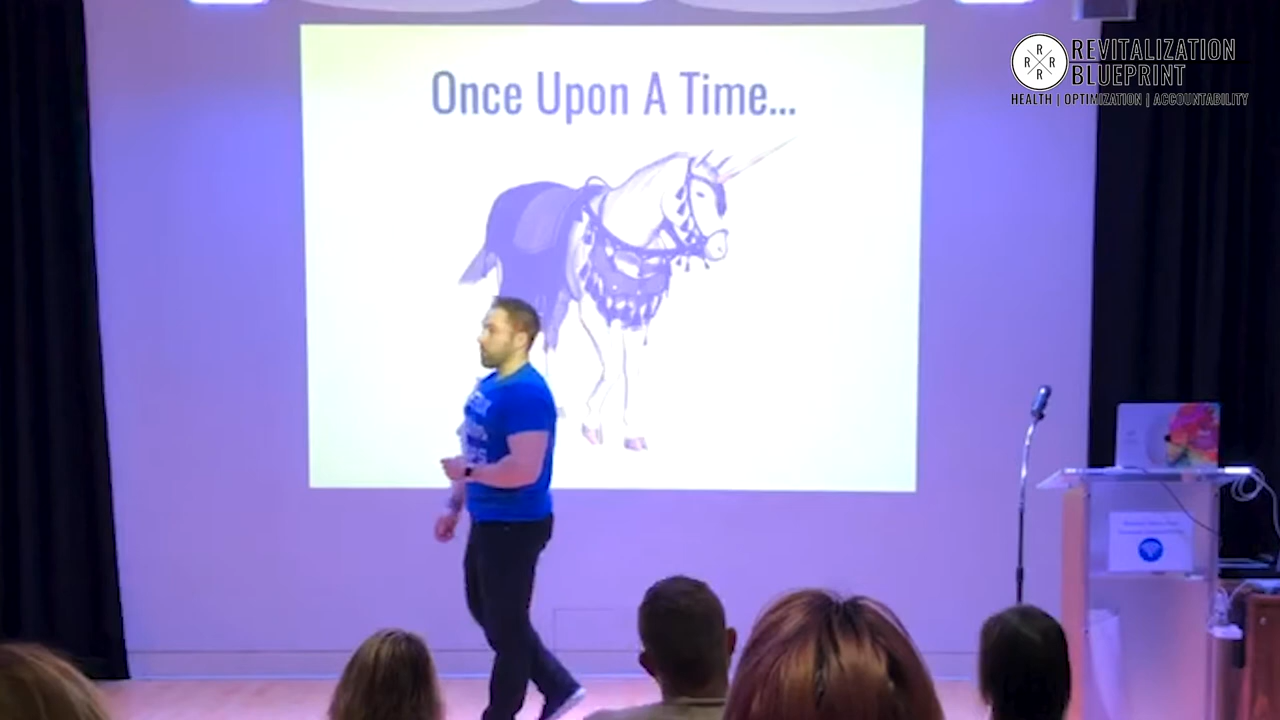 Once Upon A Time...
R
R R
R
REVITALIZATION
BLUEPRINT
HEALTH | OPTIMIZATION | ACCOUNTABILITY